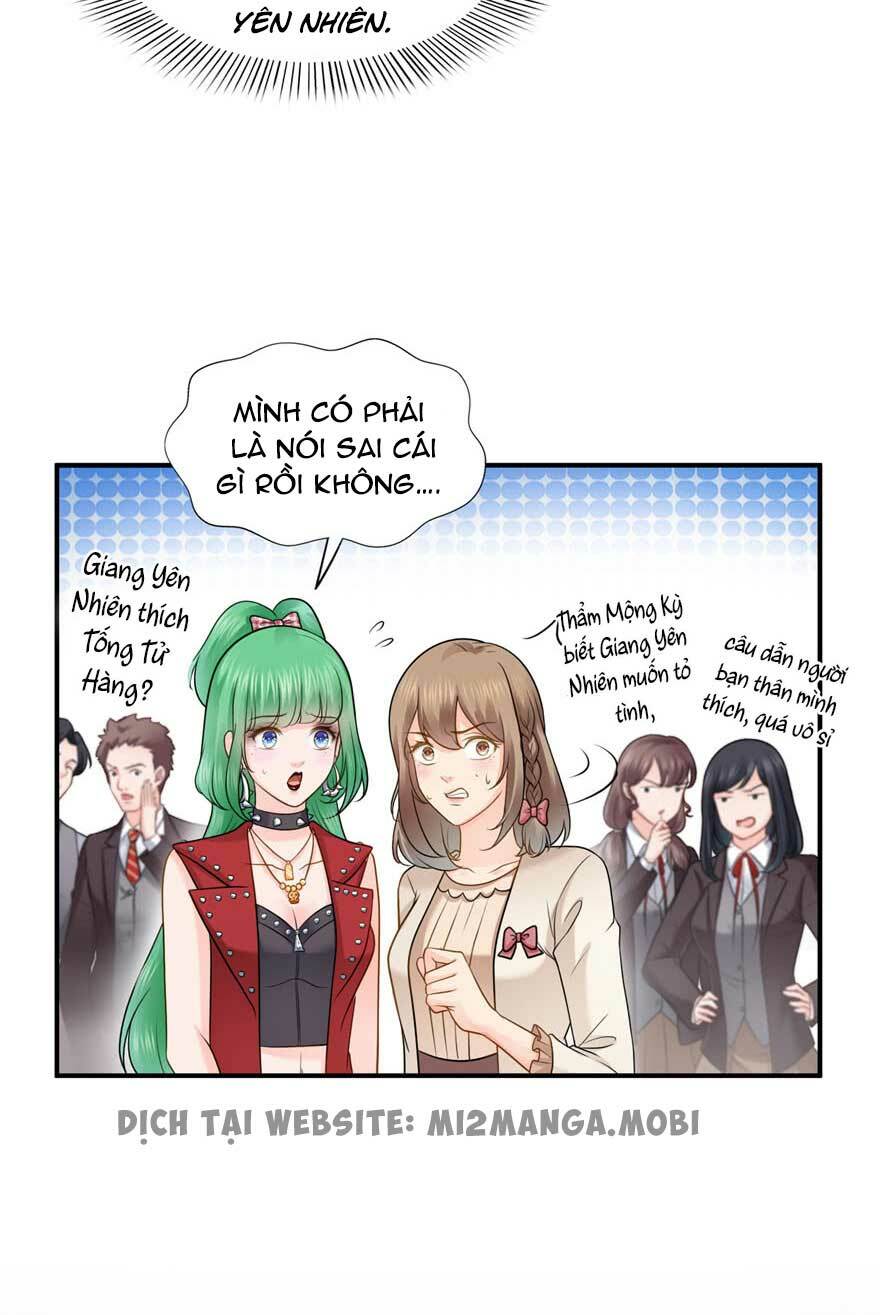 YÊN NHIÊN.
MÌNH CÓ PHẢI
LÀ NÓI SAI CÁI
GÌ RỒI KHÔNG....
Giang Yên
Nhiên thích
Tống Tử
Hàng?
Thẩm Mộng Kỳ
biết Giang Yên
Nhiên muốn tỏ
tình,
câu dẫn người
bạn thân mình
thích, quá vô sỉ
DỊCH TẠI WEBSITE: MI2MANGA.MOBI